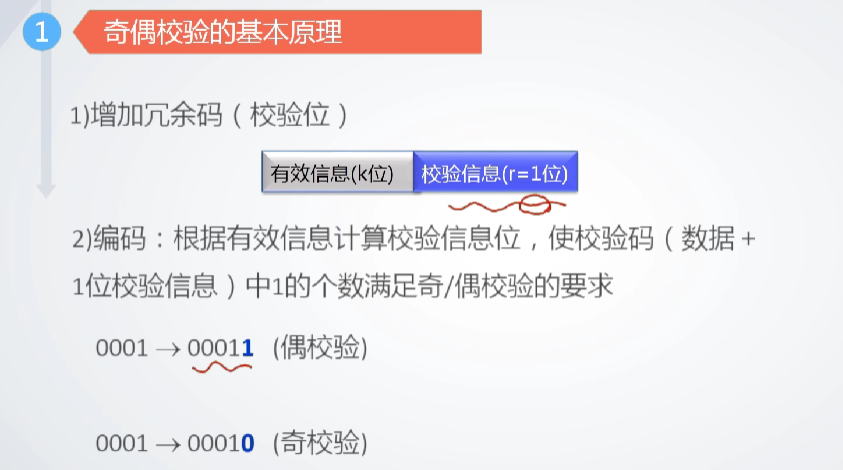 1 奇偶校验的基本原理
1)增加冗余码（校验位）
有效信息(k位) 校验信息(r=1位)
2)编码：根据有效信息计算校验信息位，使校验码（数据＋
1位校验信息）中1的个数满足奇/偶校验的要求
0001→00011 (偶校验)
0001→00010 (奇校验)